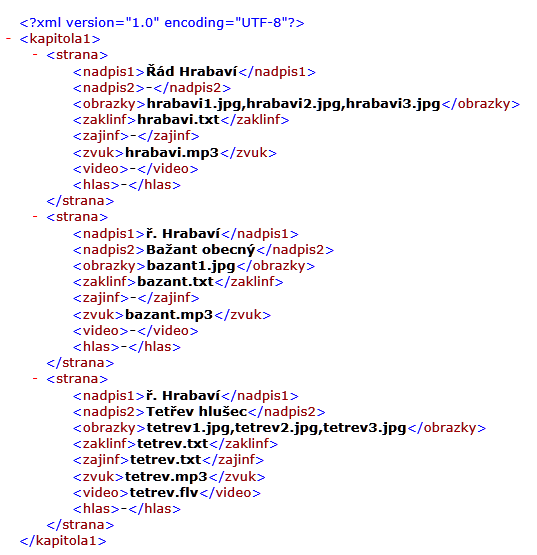 <?xml version="1.0" encoding="UTF-8"?>
- <kapitola1>
- <strana>
<nadpis1>Řád Hrabaví</nadpis1>
<nadpis2>-</nadpis2>
<obrazky>hrabavi1.jpg,hrabavi2.jpg,hrabavi3.jpg</obrazky>
<zaklinf>hrabavi.txt</zaklinf>
<zajinf>-</zajinf>
<zvuk>hrabavi.mp3</zvuk>
<video>-</video>
<hlas>-</hlas>
</strana>
- <strana>
<nadpis1>ř. Hrabaví</nadpis1>
<nadpis2>Bažant obecný</nadpis2>
<obrazky>bazant1.jpg</obrazky>
<zaklinf>bazant.txt</zaklinf>
<zajinf>-</zajinf>
<zvuk>bazant.mp3</zvuk>
<video>-</video>
<hlas>-</hlas>
</strana>
- <strana>
<nadpis1>ř. Hrabaví</nadpis1>
<nadpis2>Tetřev hlušec</nadpis2>
<obrazky>tetrev1.jpg,tetrev2.jpg,tetrev3.jpg</obrazky>
<zaklinf>tetrev.txt</zaklinf>
<zajinf>tetrev.txt</zajinf>
<zvuk>tetrev.mp3</zvuk>
<video>tetrev.flv</video>
<hlas>-</hlas>
</strana>
</kapitola1>